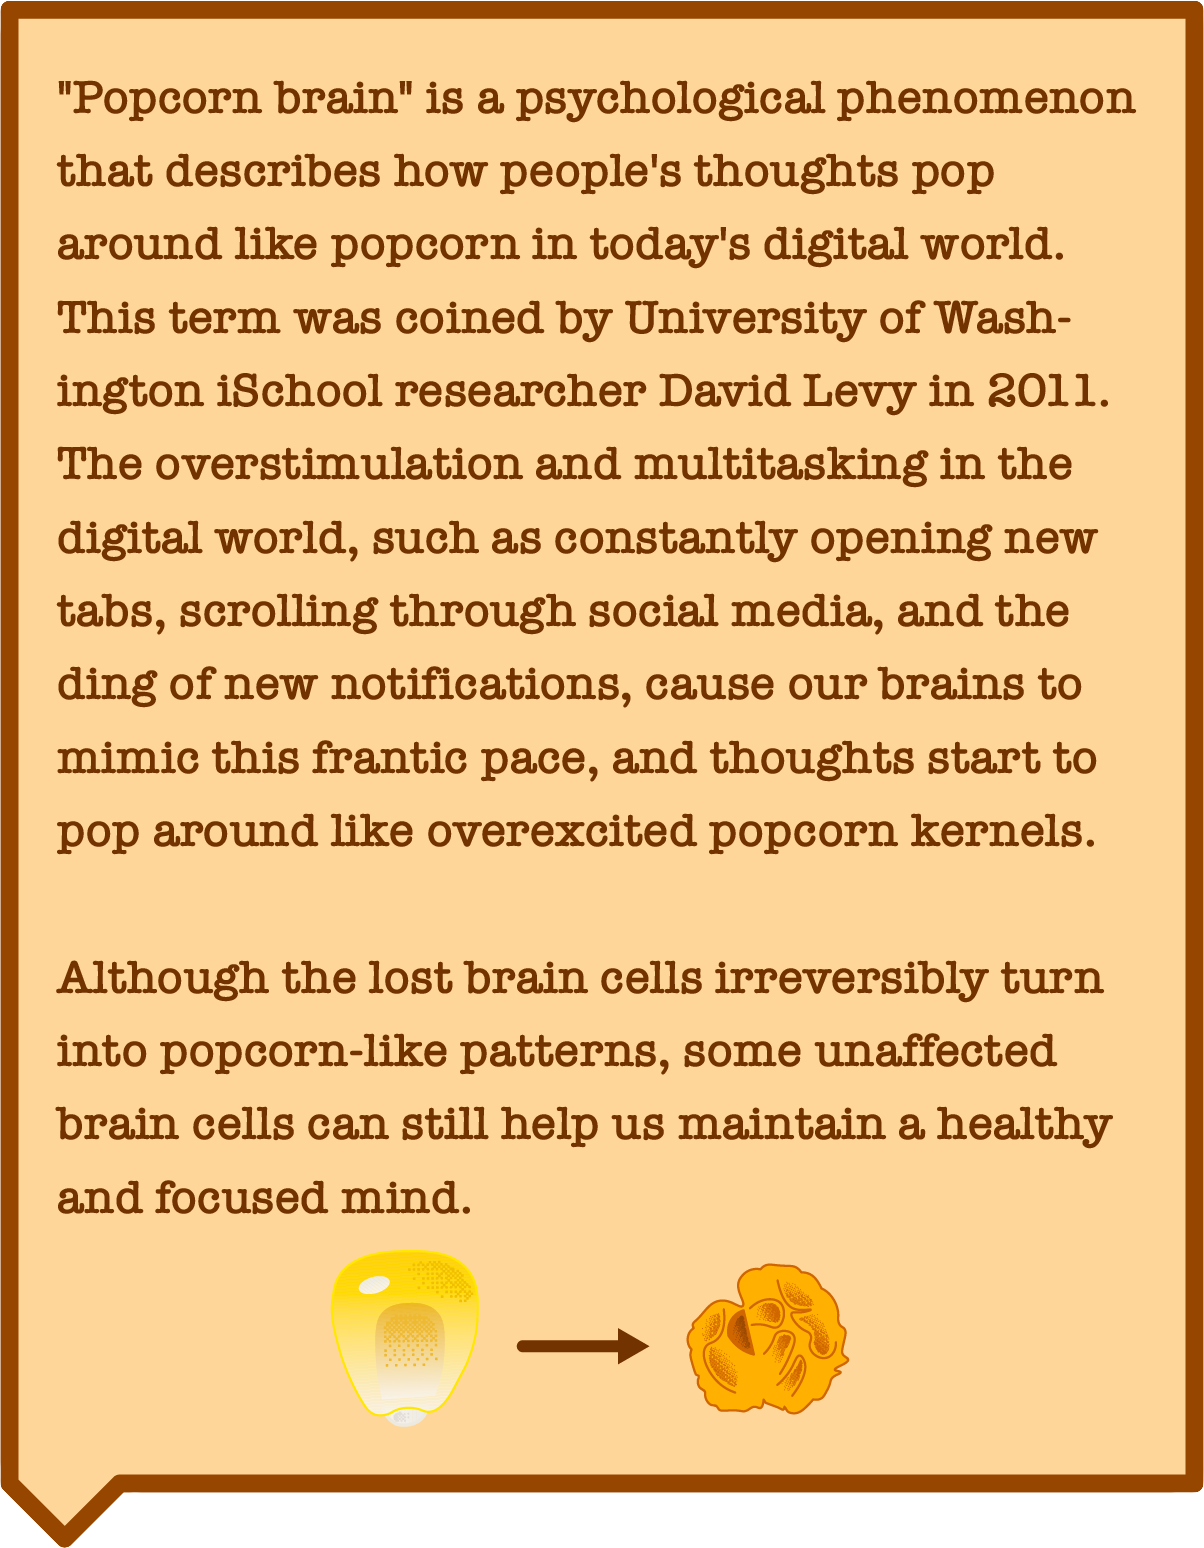 "Popcorn brain" is a psychological phenomenon
that describes how people's thoughts pop
around like popcorn in today's digital world.
This term was coined by University of Wash-
ington iSchool researcher David Levy in 2011.
The overstimulation and multitasking in the
digital world, such as constantly opening new
tabs, scrolling through social media, and the
ding of new notifications, cause our brains to
mimic this frantic pace, and thoughts start to
pop around like overexcited popcorn kernels.
Although the lost brain cells irreversibly turn
into popcorn-like patterns, some unaffected
brain cells can still help us maintain a healthy
and focused mind.